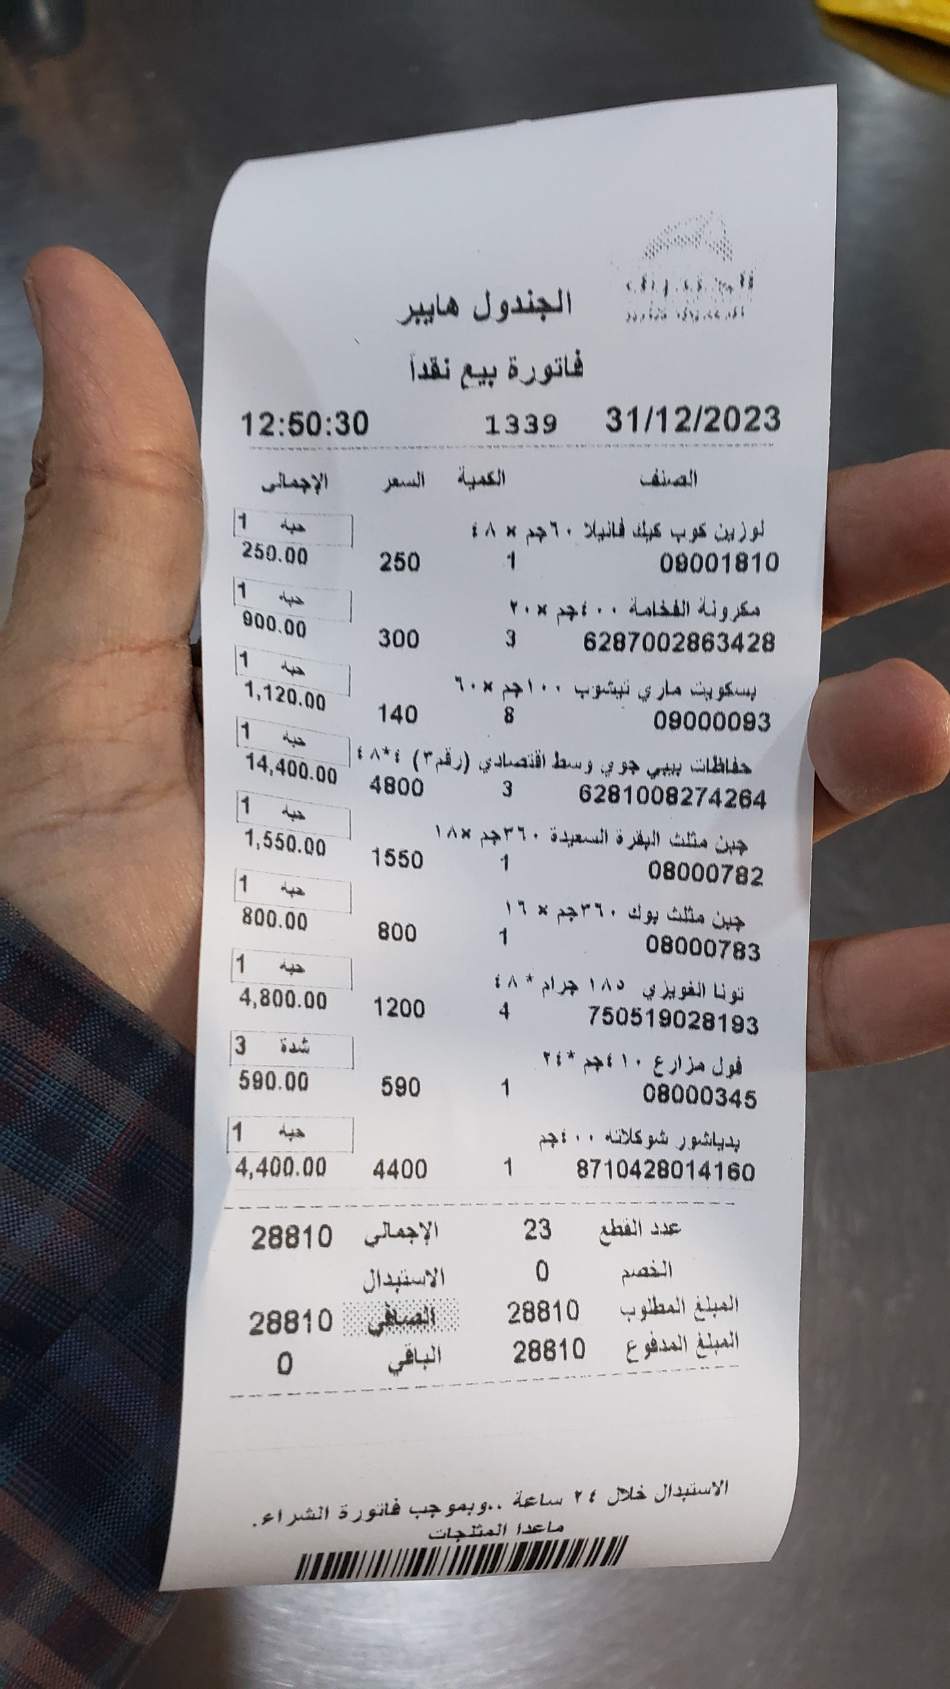 الجندول هايبر
فاتورة بيع نقداً
31/12/2023 1339 12:50:30
الصنف الكمية السعر الإجمالى
لوزين كوب كيك فانيلا ٦٠جم × ٤٨ حبه 1
09001810 1 250 250.00
مكرونة الفخامة ٤٠٠جم ×٢٠ حبه 1
6287002863428 3 300 900.00
بسكويت ماري تيشوب ١٠٠جم ×٦٠ حبه 1
09000093 8 140 1,120.00
حفاظات بيبي جوي وسط اقتصادي (رقم٣) ٤*٤٨ حبه 1
6281008274264 3 4800 14,400.00
جبن مثلث البقرة السعيدة ٣٦٠جم ×١٨ حبه 1
08000782 1 1550 1,550.00
جبن مثلث بوك ٣٦٠جم × ١٦ حبه 1
08000783 1 800 800.00
تونا الغويزي ١٨٥ جرام *٤٨ حبه 1
750519028193 4 1200 4,800.00
فول مزارع ٤١٠جم *٢٤ شدة 3
08000345 1 590 590.00
بدياشور شوكلاته ٤٠٠جم حبه 1
8710428014160 1 4400 4,400.00
عدد القطع 23 الإجمالي 28810
الخصم 0 الاستبدال
المبلغ المطلوب 28810 الصافي 28810
المبلغ المدفوع 28810 الباقي 0
الاستبدال خلال ٢٤ ساعة ..وبموجب فاتورة الشراء.
ماعدا المثلجات